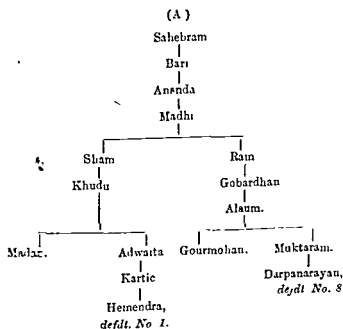 (A)
Sahebram
Bari
Ananda
Madhi
Sham Ram
Khudu Gobardhan
Alaum.
Madan. Adwaita Gourmohan. Muktaram.
Kartic Darpanarayan,
Hemendra, defdt. No 8
defdt. No 1.